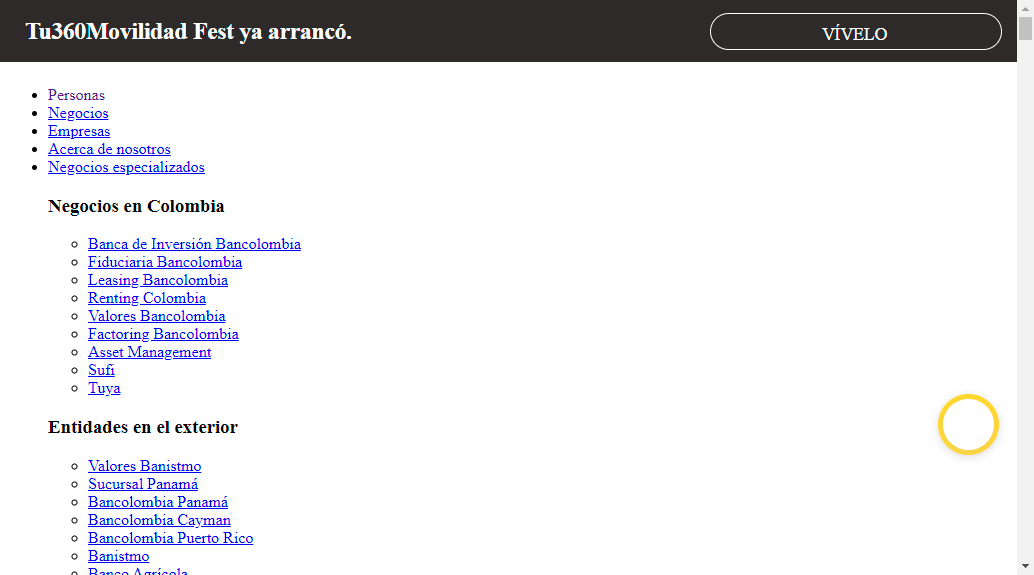 Tu360Movilidad Fest ya arrancó.
VÍVELO
Personas
Negocios
Empresas
Acerca de nosotros
Negocios especializados
Negocios en Colombia
Banca de Inversión Bancolombia
Fiduciaria Bancolombia
Leasing Bancolombia
Renting Colombia
Valores Bancolombia
Factoring Bancolombia
Asset Management
Sufi
Tuya
Entidades en el exterior
Valores Banistmo
Sucursal Panamá
Bancolombia Panamá
Bancolombia Cayman
Bancolombia Puerto Rico
Banistmo
Banco Agrícola